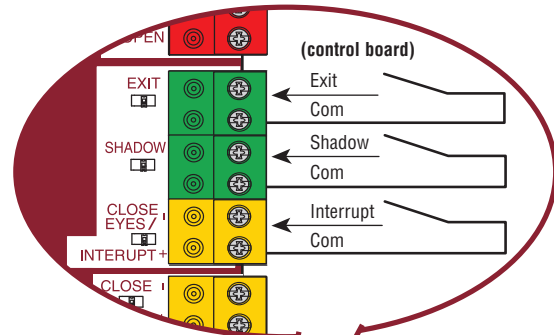 OPEN
(control board)
EXIT
Exit
Com
SHADOW
Shadow
Com
CLOSE -
EYES /
INTERUPT +
Interrupt
Com
CLOSE -
+